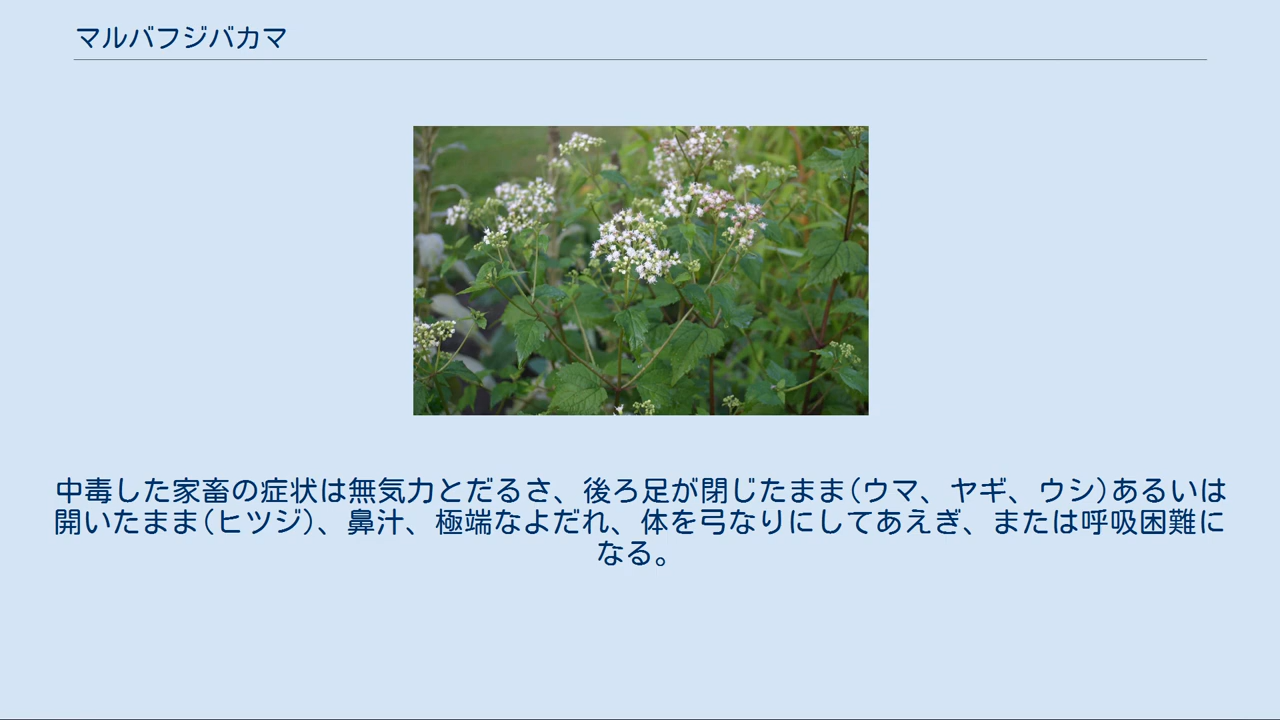 マルバフジバカマ
中毒した家畜の症状は無気力とだるさ、後ろ足が閉じたまま(ウマ、ヤギ、ウシ)あるいは
開いたまま(ヒツジ)、鼻汁、極端なよだれ、体を弓なりにしてあえぎ、または呼吸困難に
なる。